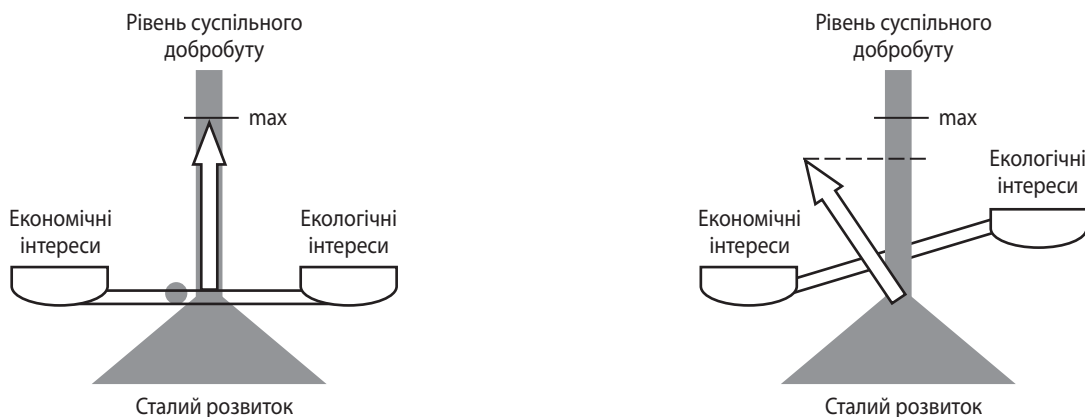 Рівень суспільного
добробуту
max
Економічні
інтереси
Екологічні
інтереси
Сталий розвиток
Рівень суспільного
добробуту
max
Екологічні
інтереси
Економічні
інтереси
Сталий розвиток